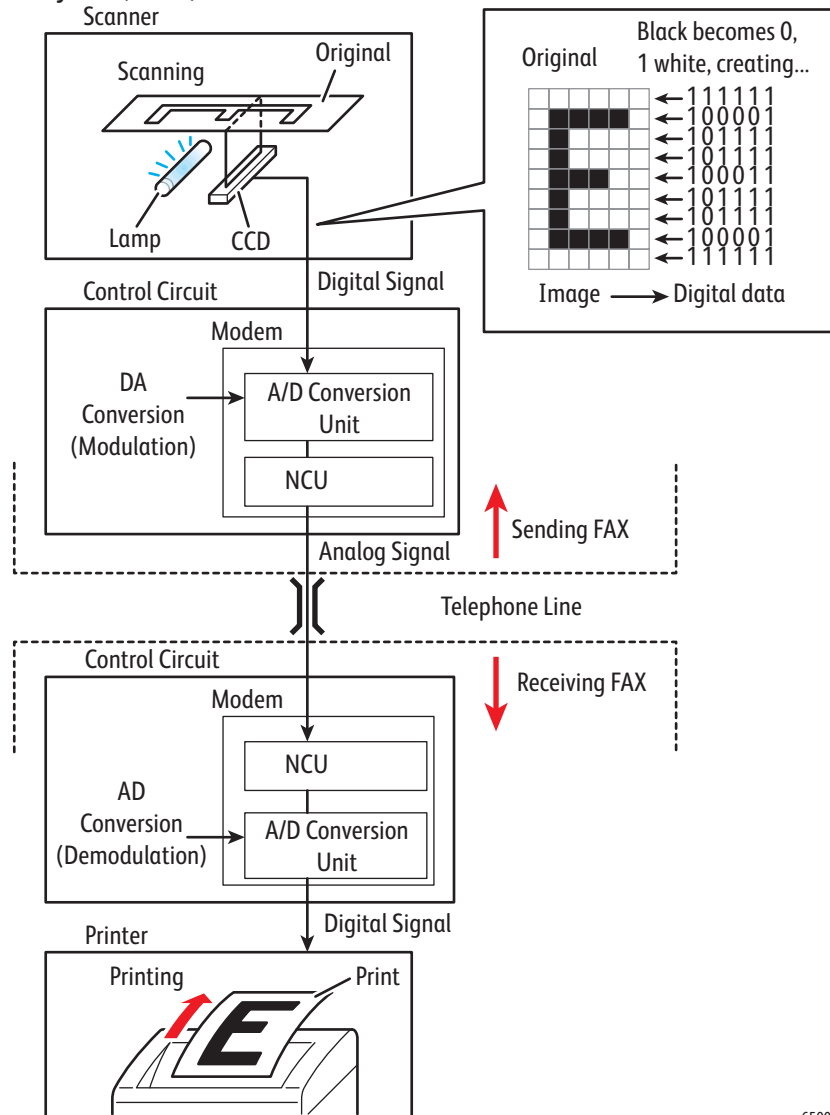 Scanner
Scanning
Original
Lamp
CCD
Original
Black becomes 0,
1 white, creating...
111111
100001
101111
101111
100011
101111
101111
100001
111111
Image
Digital data
Digital Signal
Control Circuit
Modem
DA
Conversion
(Modulation)
A/D Conversion
Unit
NCU
Sending FAX
Analog Signal
Telephone Line
Control Circuit
Receiving FAX
Modem
NCU
AD
Conversion
(Demodulation)
A/D Conversion
Unit
Digital Signal
Printer
Printing
Print
E